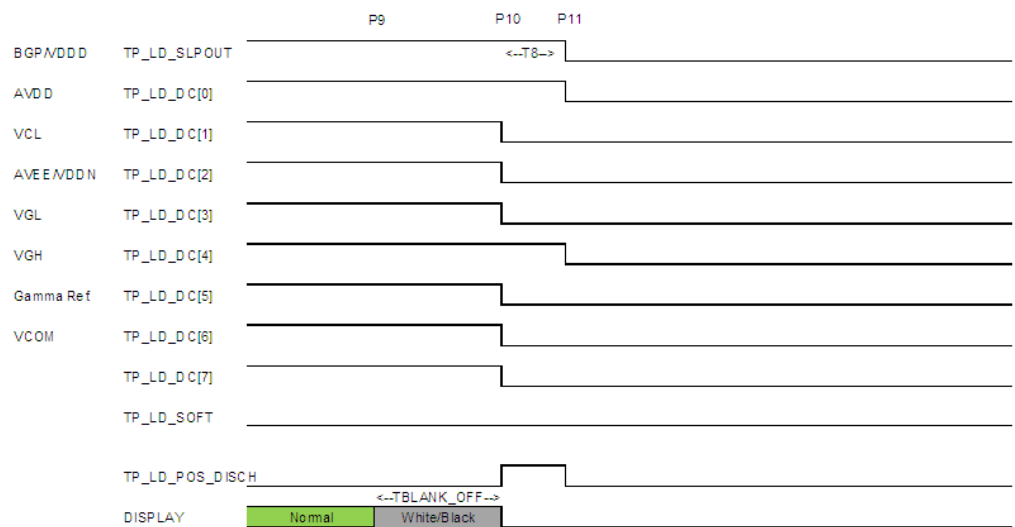 P9 P10 P11
BGP/VDDD TP_LD_SLPOUT <--T8-->
AVDD TP_LD_DC[0]
VCL TP_LD_DC[1]
AVEE/VDDN TP_LD_DC[2]
VGL TP_LD_DC[3]
VGH TP_LD_DC[4]
Gamma Ref TP_LD_DC[5]
VCOM TP_LD_DC[6]
TP_LD_DC[7]
TP_LD_SOFT
TP_LD_POS_DISCH
<--TBLANK_OFF-->
DISPLAY Normal White/Black